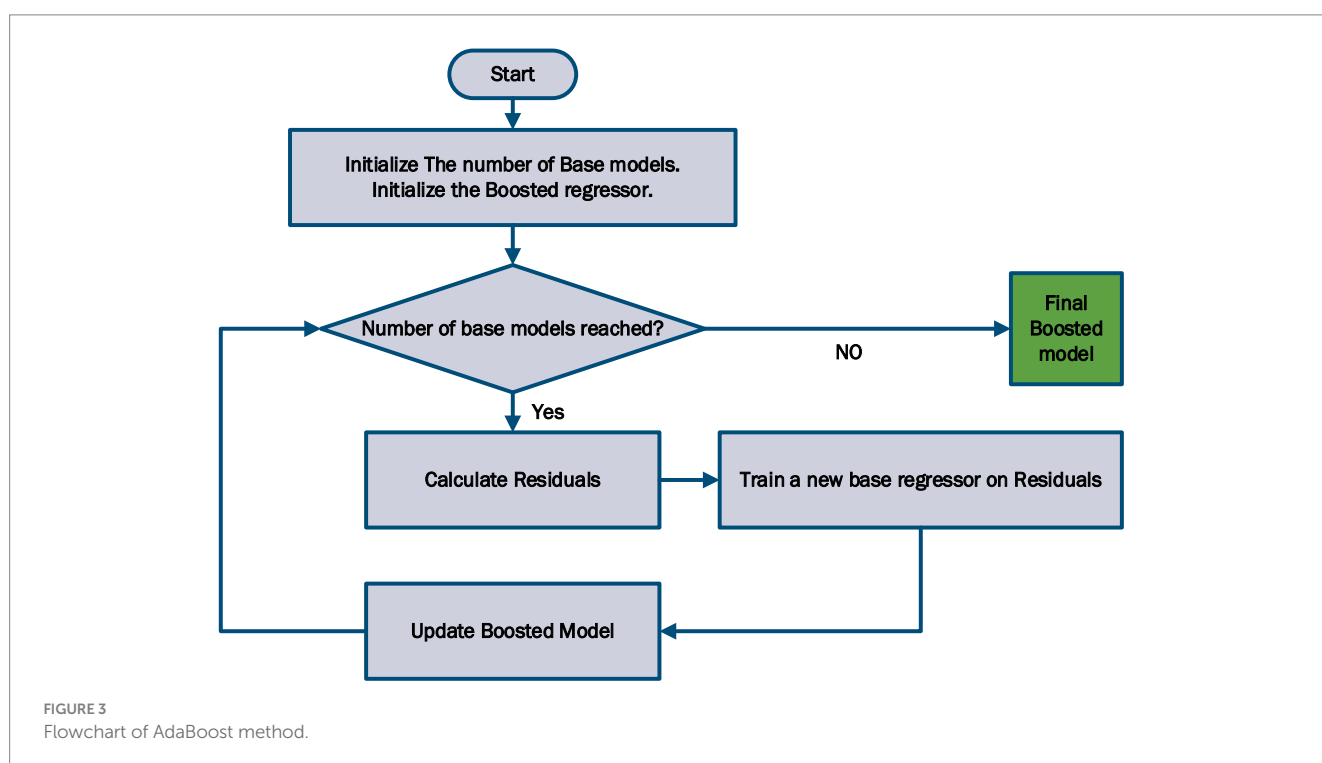 Start
Initialize The number of Base models.
Initialize the Boosted regressor.
Number of base models reached?
NO
Final
Boosted
model
Yes
Calculate Residuals
Train a new base regressor on Residuals
Update Boosted Model
FIGURE 3
Flowchart of AdaBoost method.